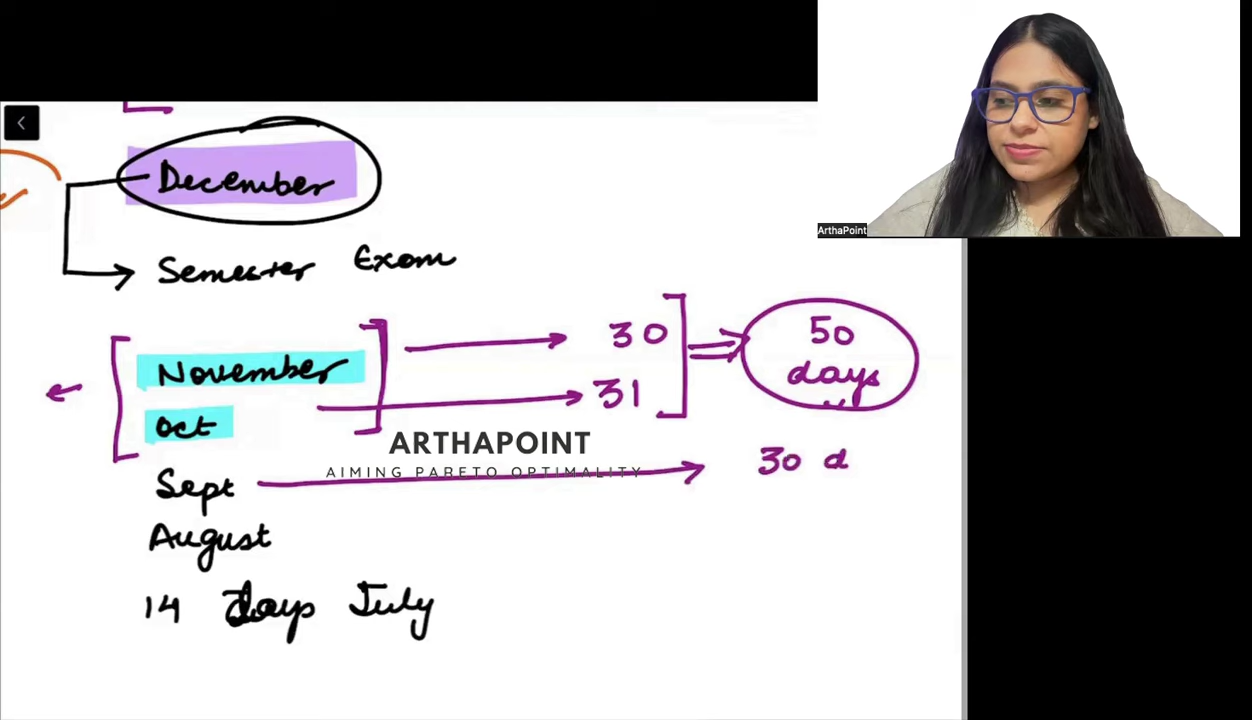 ArthaPoint
December
Semester Exam
November 30
50 days
Oct 31
ARTHAPOINT
AIMING PARETO OPTIMALITY
Sept 30 d
August
14 days July